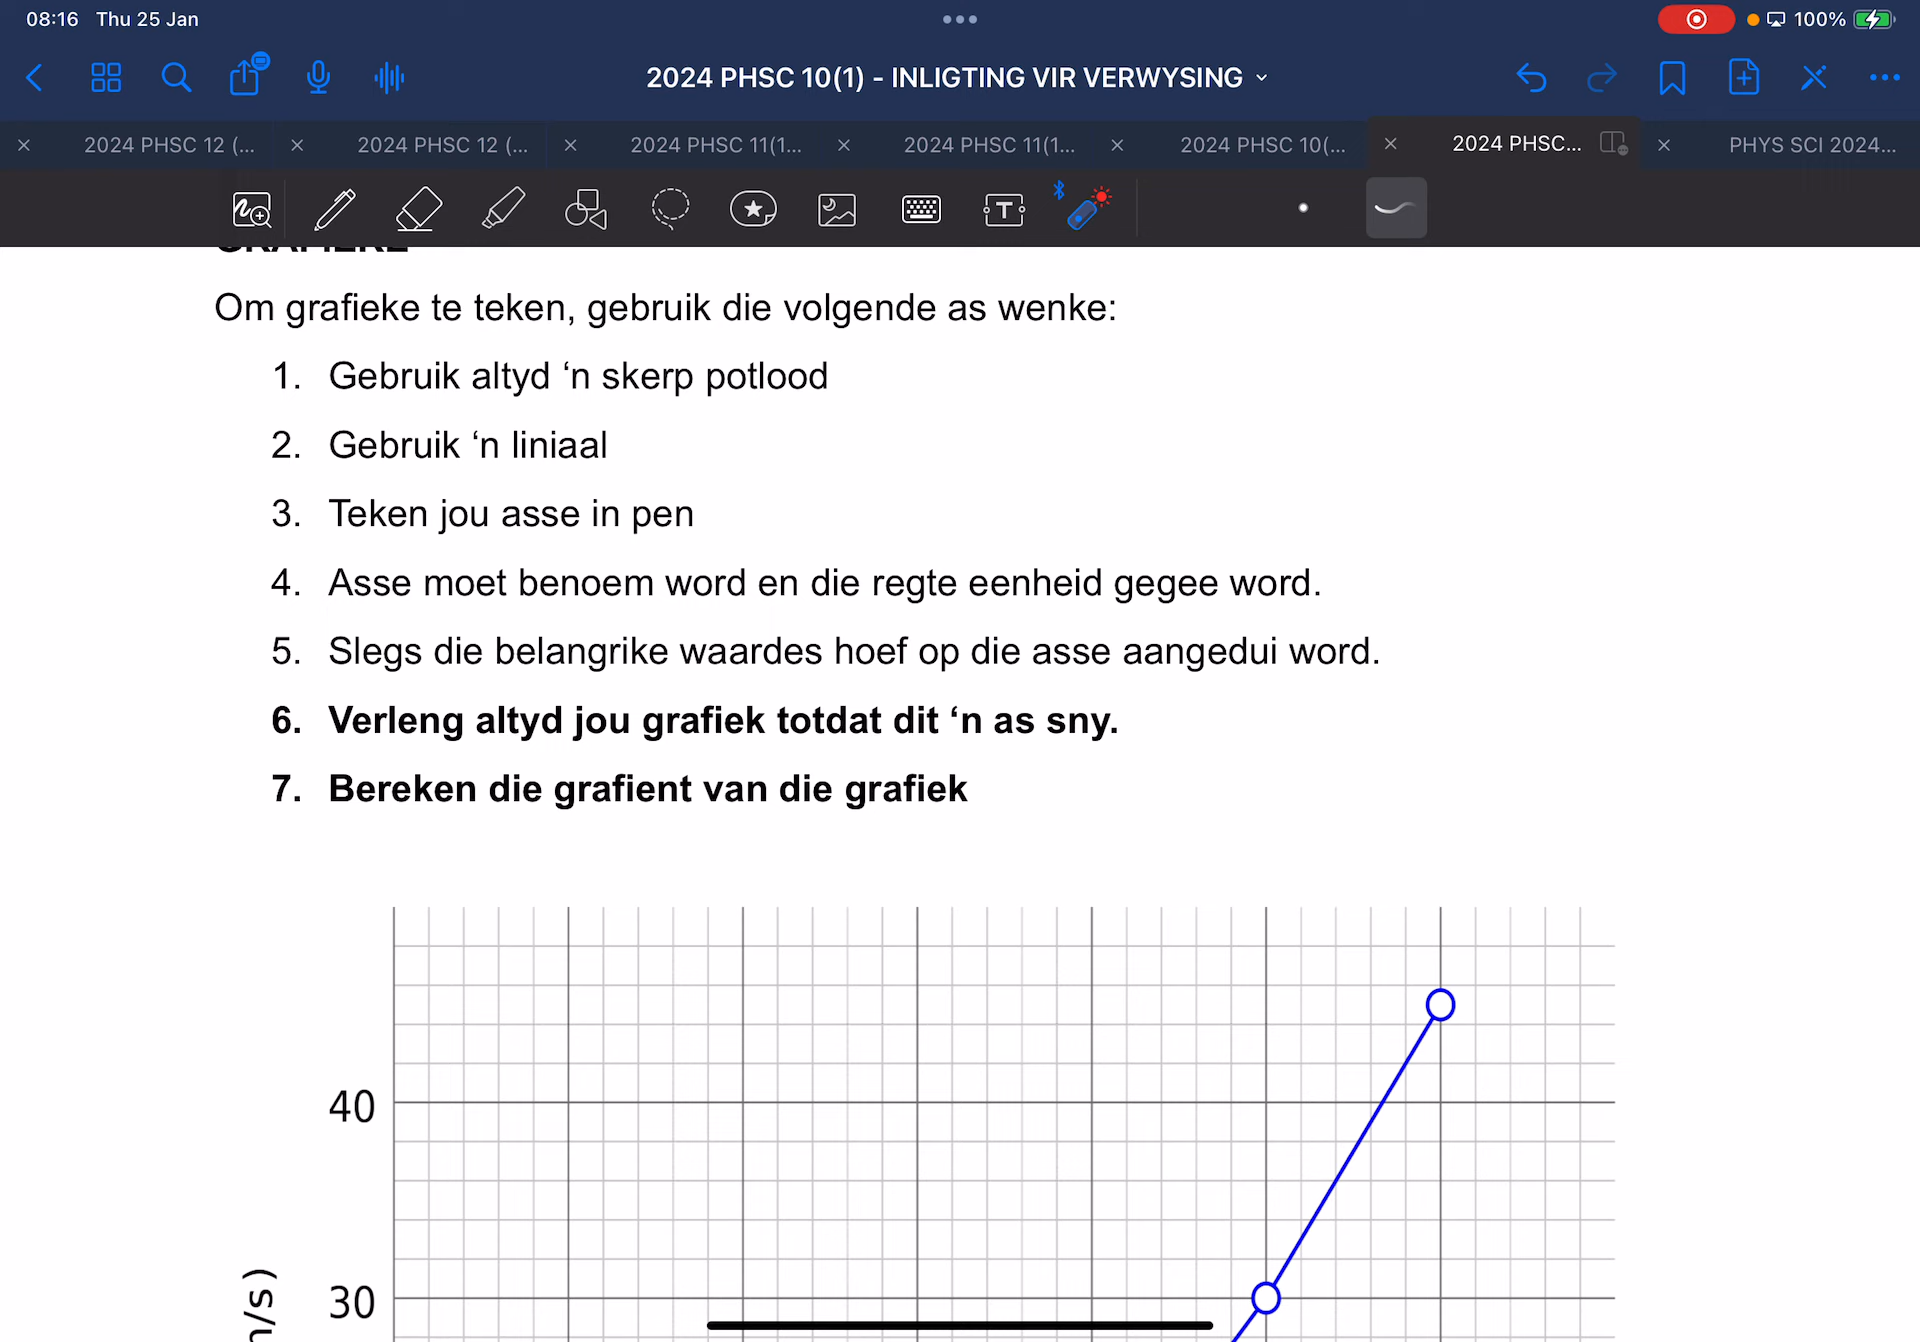 08:16 Thu 25 Jan
100%
2024 PHSC 10(1) - INLIGTING VIR VERWYSING
2024 PHSC 12 (...
2024 PHSC 12 (...
2024 PHSC 11(1...
2024 PHSC 11(1...
2024 PHSC 10(...
2024 PHSC...
PHYS SCI 2024...
Om grafieke te teken, gebruik die volgende as wenke:
1. Gebruik altyd ‘n skerp potlood
2. Gebruik ‘n liniaal
3. Teken jou asse in pen
4. Asse moet benoem word en die regte eenheid gegee word.
5. Slegs die belangrike waardes hoef op die asse aangedui word.
6. Verleng altyd jou grafiek totdat dit ‘n as sny.
7. Bereken die grafient van die grafiek
40
30